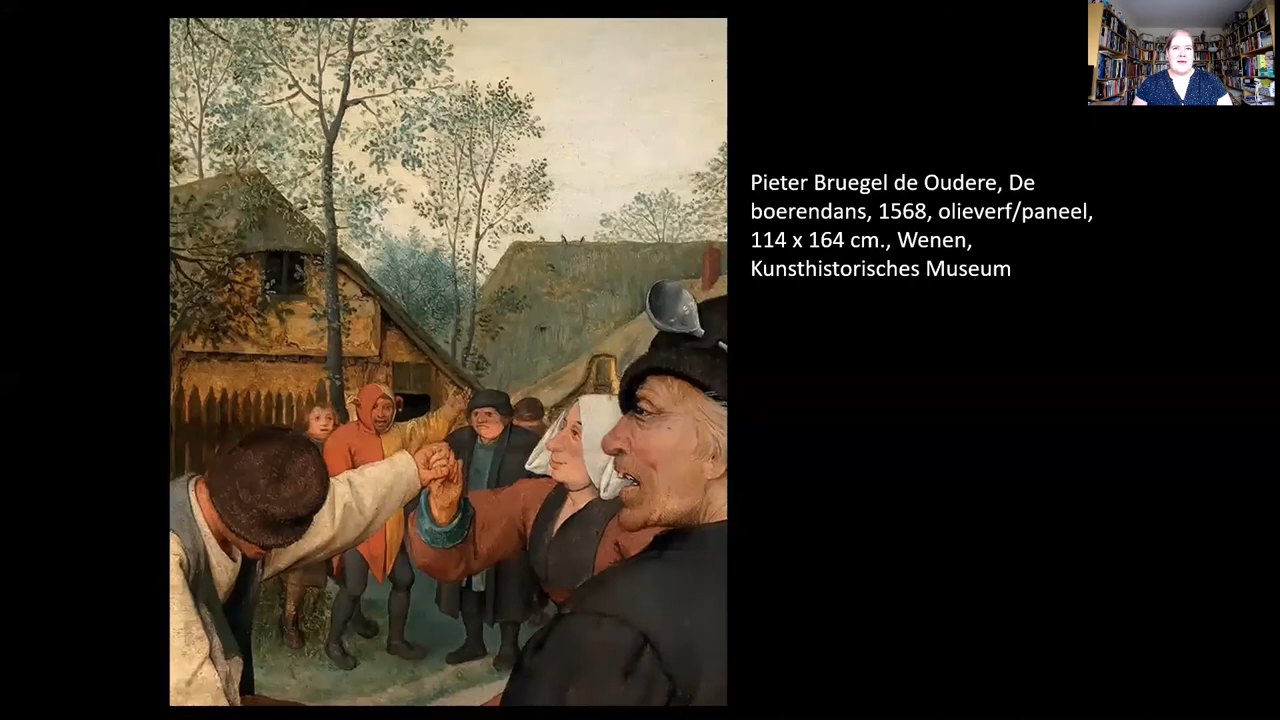 Pieter Bruegel de Oudere, De
boerendans, 1568, olieverf/paneel,
114 x 164 cm., Wenen,
Kunsthistorisches Museum